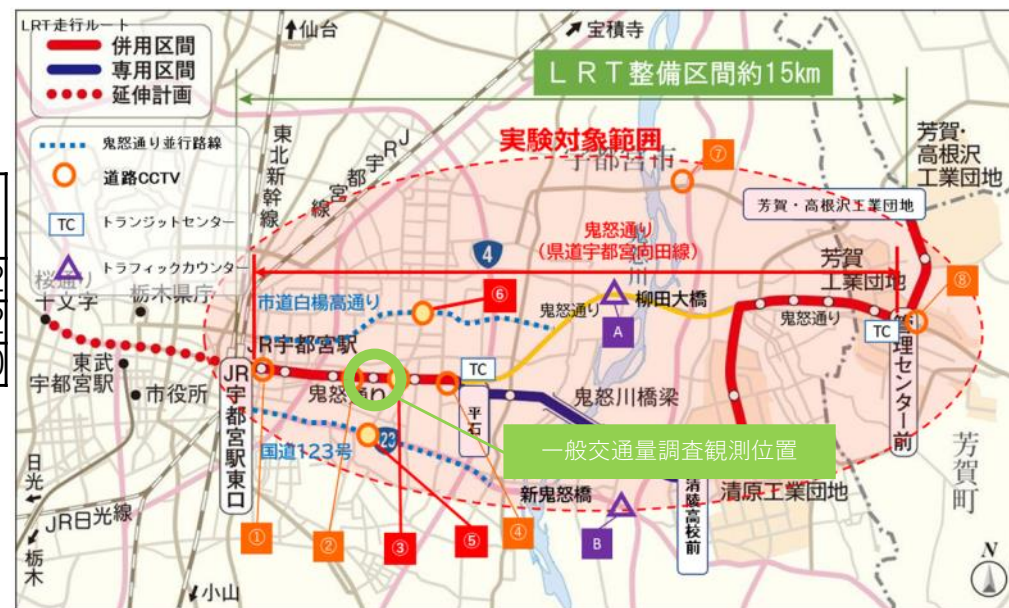 LRT走行ルート
併用区間
専用区間
延伸計画
鬼怒通り並行路線
道路CCTV
TC
トランジットセンター
トラフィックカウンター
仙台
宝積寺
LRT整備区間約15km
東北新幹線
JR宇都宮線
実験対象範囲
宇都宮市
⑦
芳賀・
高根沢
工業団地
芳賀・高根沢工業団地
鬼怒通り
(県道宇都宮向田線)
鬼怒川
4
芳賀
工業団地
⑧
桜通り
十文字
栃木県庁
市道白楊高通り
⑥
鬼怒通り
柳田大橋
A
鬼怒通り
TC
管理センター前
JR宇都宮駅
東武
宇都宮駅
市役所
JR宇都宮駅東口
鬼怒通り
TC
平石
鬼怒川橋梁
国道123号
23
一般交通量調査観測位置
芳賀町
新鬼怒橋
清陵高校前
清原工業団地
日光
JR日光線
栃木
小山
①
②
③
⑤
④
B
N